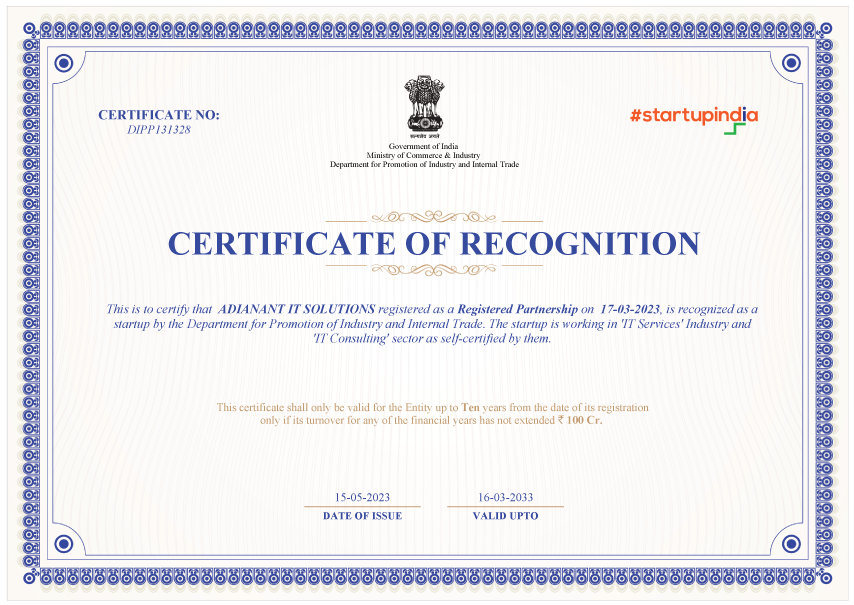 CERTIFICATE NO:
DIPP131328
#startupindia
सत्यमेव जयते
Government of India
Ministry of Commerce & Industry
Department for Promotion of Industry and Internal Trade
CERTIFICATE OF RECOGNITION
This is to certify that ADIANANT IT SOLUTIONS registered as a Registered Partnership on 17-03-2023, is recognized as a
startup by the Department for Promotion of Industry and Internal Trade. The startup is working in 'IT Services' Industry and
'IT Consulting' sector as self-certified by them.
This certificate shall only be valid for the Entity up to Ten years from the date of its registration
only if its turnover for any of the financial years has not extended ₹ 100 Cr.
15-05-2023
DATE OF ISSUE
16-03-2033
VALID UPTO